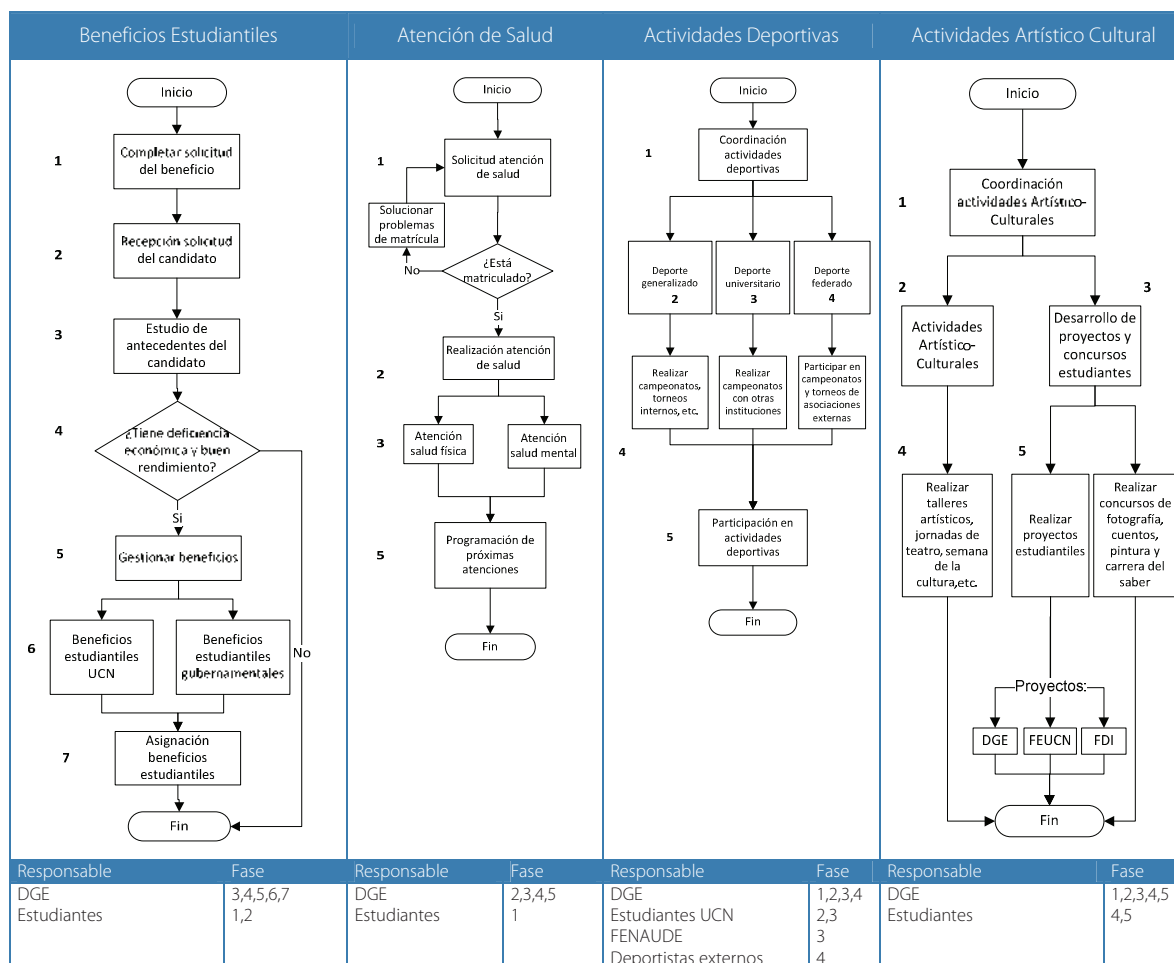 Beneficios Estudiantiles
Inicio
1
Completar solicitud
del beneficio
2
Recepción solicitud
del candidato
3
Estudio de
antecedentes del
candidato
4
¿Tiene deficiencia
económica y buen
rendimiento?
Si
No
5
Gestionar beneficios
6
Beneficios
estudiantiles
UCN
Beneficios
estudiantiles
gubernamentales
7
Asignación
beneficios
estudiantiles
Fin
Responsable Fase
DGE 3,4,5,6,7
Estudiantes 1,2
Atención de Salud
Inicio
1
Solicitud atención
de salud
Solucionar
problemas
de matrícula
No
¿Está
matriculado?
Si
2
Realización atención
de salud
3
Atención
salud física
Atención
salud mental
5
Programación de
próximas
atenciones
Fin
Responsable Fase
DGE 2,3,4,5
Estudiantes 1
Actividades Deportivas
Inicio
1
Coordinación
actividades
deportivas
Deporte
generalizado
2
Deporte
universitario
3
Deporte
federado
4
Realizar
campeonatos,
torneos
internos, etc.
Realizar
campeonatos
con otras
instituciones
Participar en
campeonatos
y torneos de
asociaciones
externas
4
5
Participación en
actividades
deportivas
Fin
Responsable Fase
DGE 1,2,3,4
Estudiantes UCN 2,3
FENAUDE 3
Deportistas externos 4
Actividades Artístico Cultural
Inicio
1
Coordinación
actividades Artístico-
Culturales
2
Actividades
Artístico-
Culturales
3
Desarrollo de
proyectos y
concursos
estudiantes
4
Realizar
talleres
artísticos,
jornadas de
teatro, semana
de la
cultura,etc.
5
Realizar
proyectos
estudiantiles
Realizar
concursos de
fotografía,
cuentos,
pintura y
carrera del
saber
Proyectos:
DGE
FEUCN
FDI
Fin
Responsable Fase
DGE 1,2,3,4,5
Estudiantes 4,5